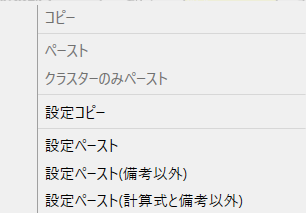 コピー
ペースト
クラスターのみペースト
設定コピー
設定ペースト
設定ペースト(備考以外)
設定ペースト(計算式と備考以外)